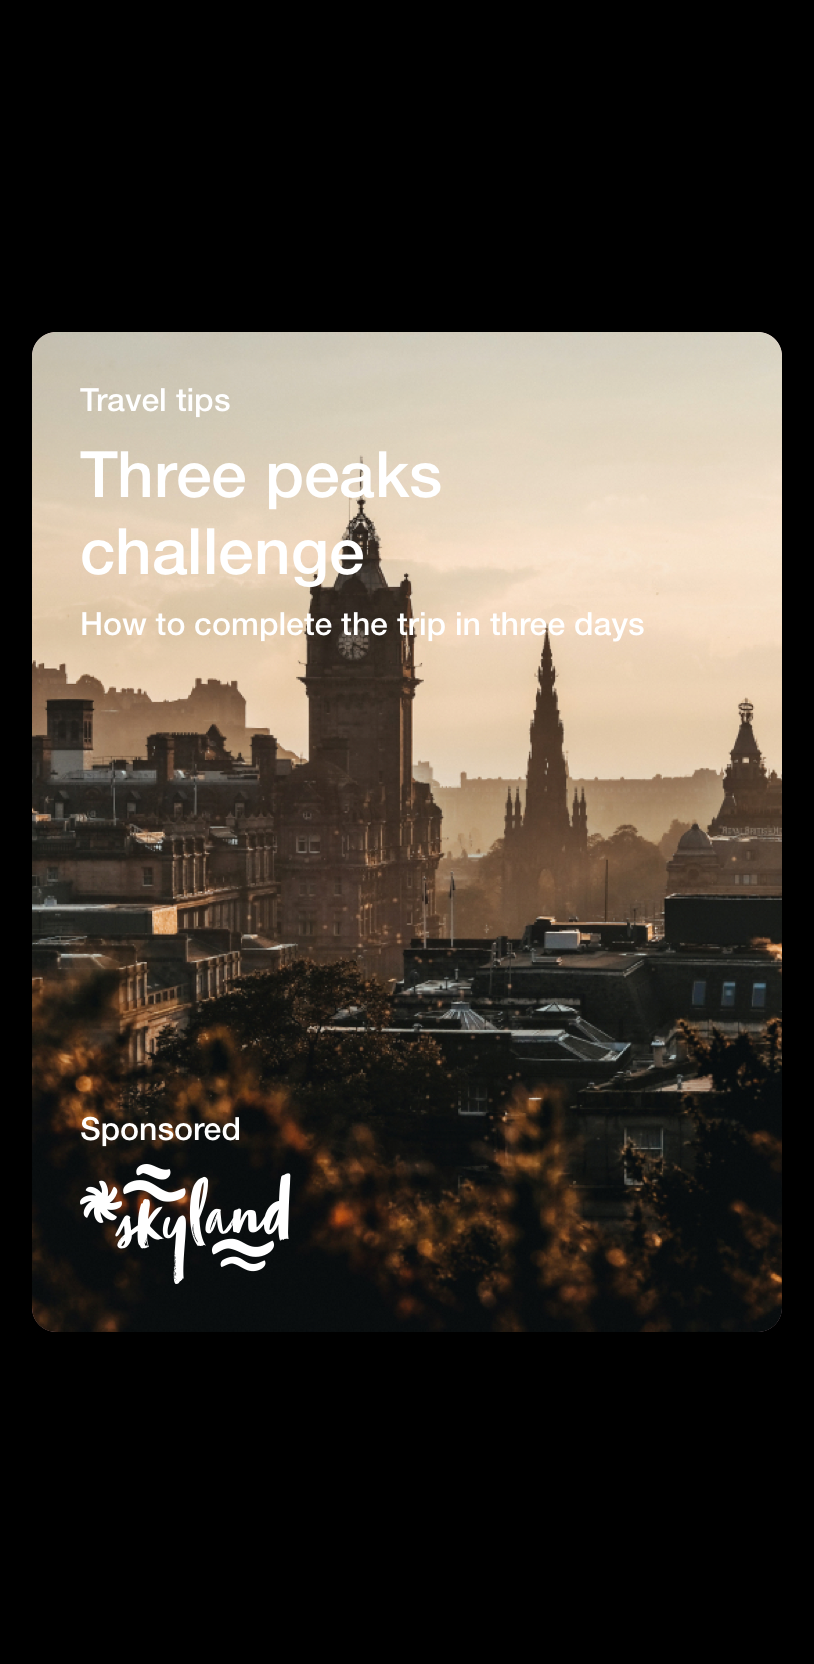 Travel tips
Three peaks
challenge
How to complete the trip in three days
Sponsored
skyland